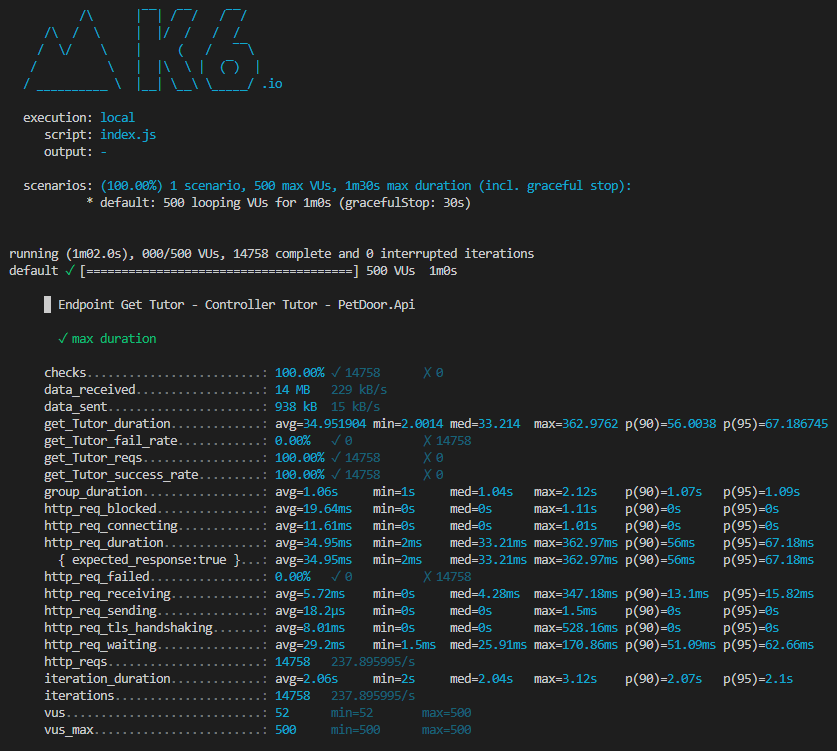 .io
execution: local
script: index.js
output: -
scenarios: (100.00%) 1 scenario, 500 max VUs, 1m30s max duration (incl. graceful stop):
* default: 500 looping VUs for 1m0s (gracefulStop: 30s)
running (1m02.0s), 000/500 VUs, 14758 complete and 0 interrupted iterations
default ✓ [======================================] 500 VUs  1m0s
█ Endpoint Get Tutor - Controller Tutor - PetDoor.Api
✓ max duration
checks.........................: 100.00% ✓ 14758      ✗ 0
data_received..................: 14 MB   229 kB/s
data_sent......................: 938 kB  15 kB/s
get_Tutor_duration.............: avg=34.951904 min=2.0014 med=33.214  max=362.9762 p(90)=56.0038 p(95)=67.186745
get_Tutor_fail_rate............: 0.00%   ✓ 0          ✗ 14758
get_Tutor_reqs.................: 100.00% ✓ 14758      ✗ 0
get_Tutor_success_rate.........: 100.00% ✓ 14758      ✗ 0
group_duration.................: avg=1.06s     min=1s     med=1.04s   max=2.12s    p(90)=1.07s   p(95)=1.09s
http_req_blocked...............: avg=19.64ms   min=0s     med=0s      max=1.11s    p(90)=0s      p(95)=0s
http_req_connecting............: avg=11.61ms   min=0s     med=0s      max=1.01s    p(90)=0s      p(95)=0s
http_req_duration..............: avg=34.95ms   min=2ms    med=33.21ms max=362.97ms p(90)=56ms    p(95)=67.18ms
{ expected_response:true }...: avg=34.95ms   min=2ms    med=33.21ms max=362.97ms p(90)=56ms    p(95)=67.18ms
http_req_failed................: 0.00%   ✓ 0          ✗ 14758
http_req_receiving.............: avg=5.72ms    min=0s     med=4.28ms  max=347.18ms p(90)=13.1ms  p(95)=15.82ms
http_req_sending...............: avg=18.2µs    min=0s     med=0s      max=1.5ms    p(90)=0s      p(95)=0s
http_req_tls_handshaking.......: avg=8.01ms    min=0s     med=0s      max=528.16ms p(90)=0s      p(95)=0s
http_req_waiting...............: avg=29.2ms    min=1.5ms  med=25.91ms max=170.86ms p(90)=51.09ms p(95)=62.66ms
http_reqs......................: 14758   237.895995/s
iteration_duration.............: avg=2.06s     min=2s     med=2.04s   max=3.12s    p(90)=2.07s   p(95)=2.1s
iterations.....................: 14758   237.895995/s
vus............................: 52      min=52       max=500
vus_max........................: 500     min=500      max=500